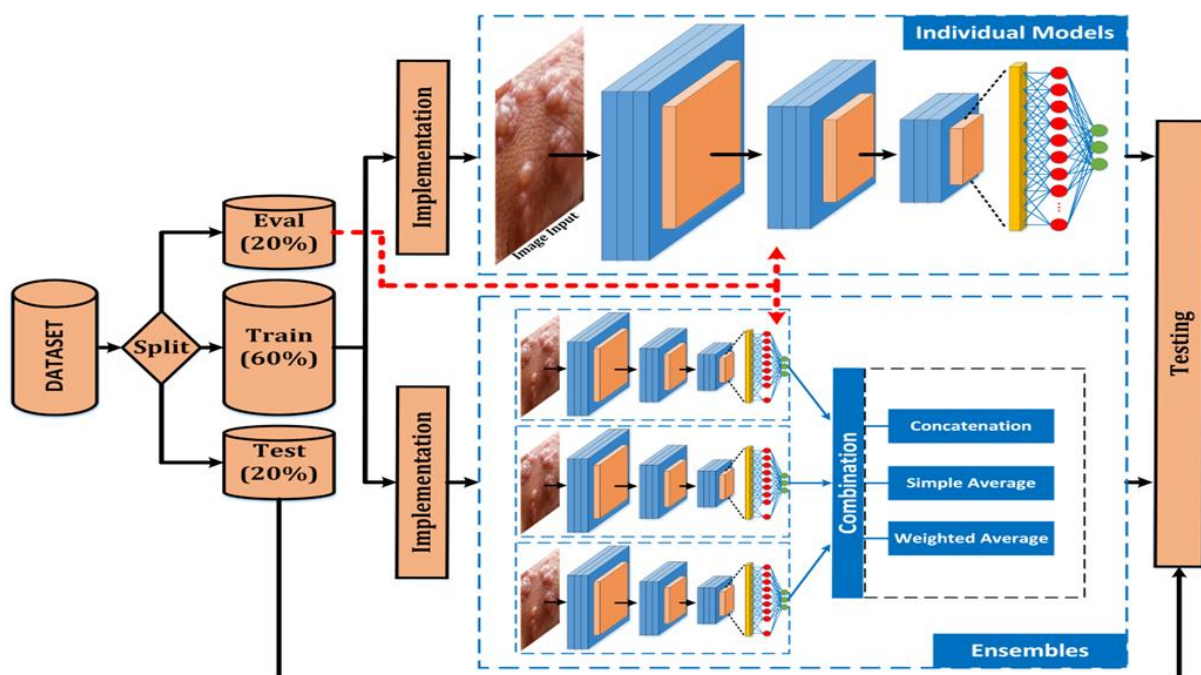 Individual Models
Implementation
Image Input
Eval
(20%)
DATASET
Split
Train
(60%)
Testing
Test
(20%)
Implementation
Combination
Concatenation
Simple Average
Weighted Average
Ensembles